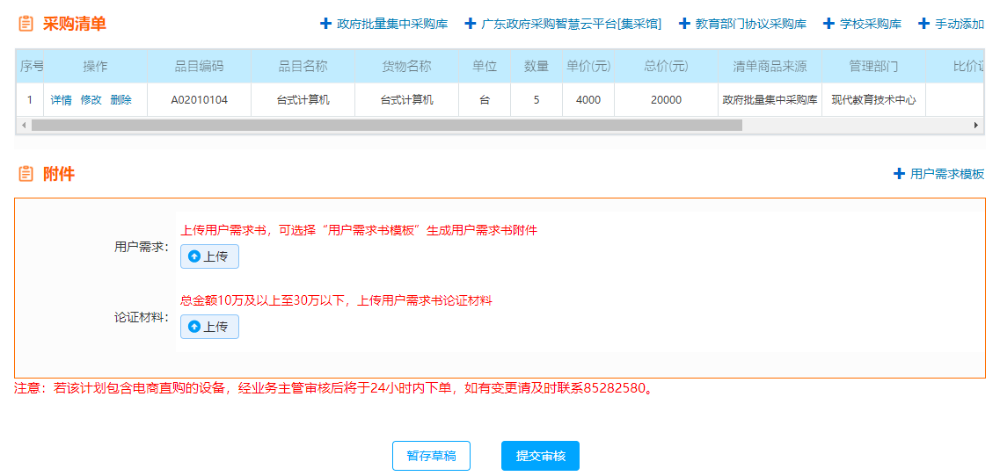 采购清单
政府批量集中采购库 广东政府采购智慧云平台[集采馆] 教育部门协议采购库 学校采购库 手动添加
序号 操作 品目编码 品目名称 货物名称 单位 数量 单价(元) 总价(元) 清单商品来源 管理部门 比价
1 详情 修改 删除 A02010104 台式计算机 台式计算机 台 5 4000 20000 政府批量集中采购库 现代教育技术中心
附件
用户需求模板
上传用户需求书，可选择“用户需求书模板”生成用户需求书附件
用户需求：
上传
总金额10万及以上至30万以下，上传用户需求书论证材料
论证材料：
上传
注意：若该计划包含电商直购的设备，经业务主管审核后将于24小时内下单，如有变更请及时联系85282580。
暂存草稿 提交审核